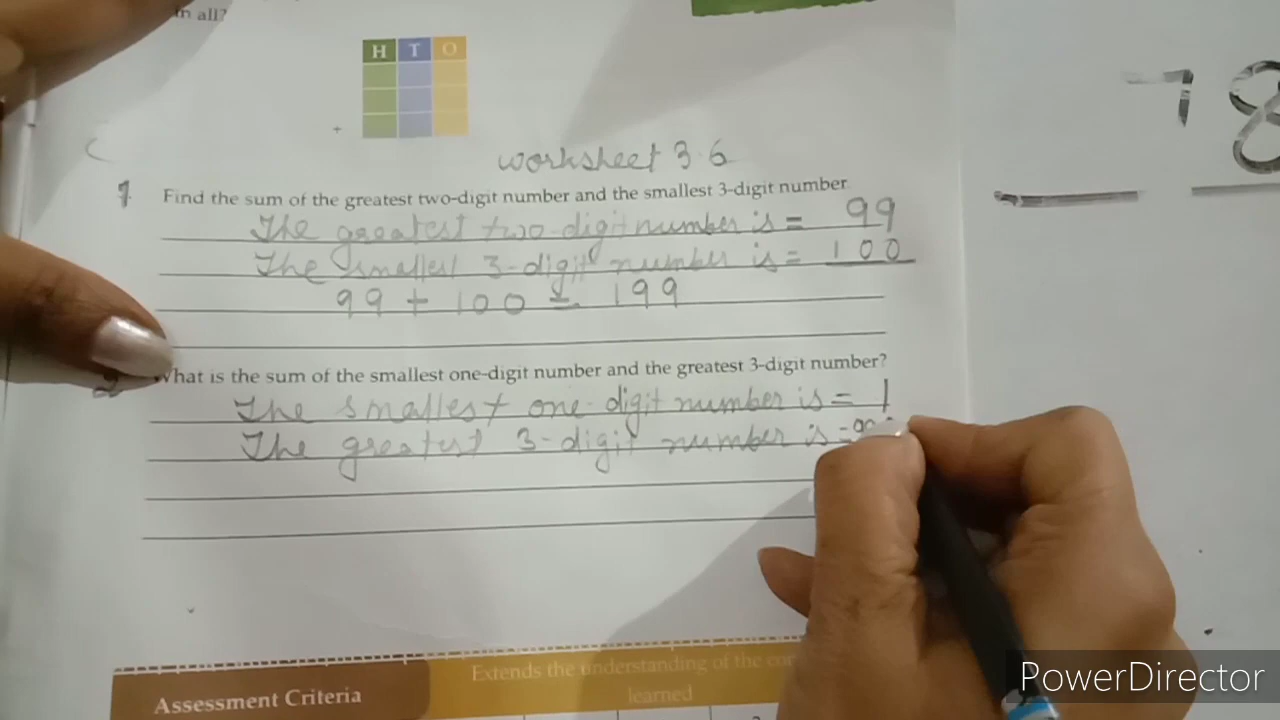 in all?
H T O
+
Worksheet 3.6
1 Find the sum of the greatest two-digit number and the smallest 3-digit number.
The greatest two digit number is = 99
The smallest 3-digit number is = 100
99 + 100 = 199
2 What is the sum of the smallest one-digit number and the greatest 3-digit number?
The smallest one-digit number is = 1
The greatest 3-digit number is = 99
78
Assessment Criteria
Extends the understanding of the
learned
PowerDirector